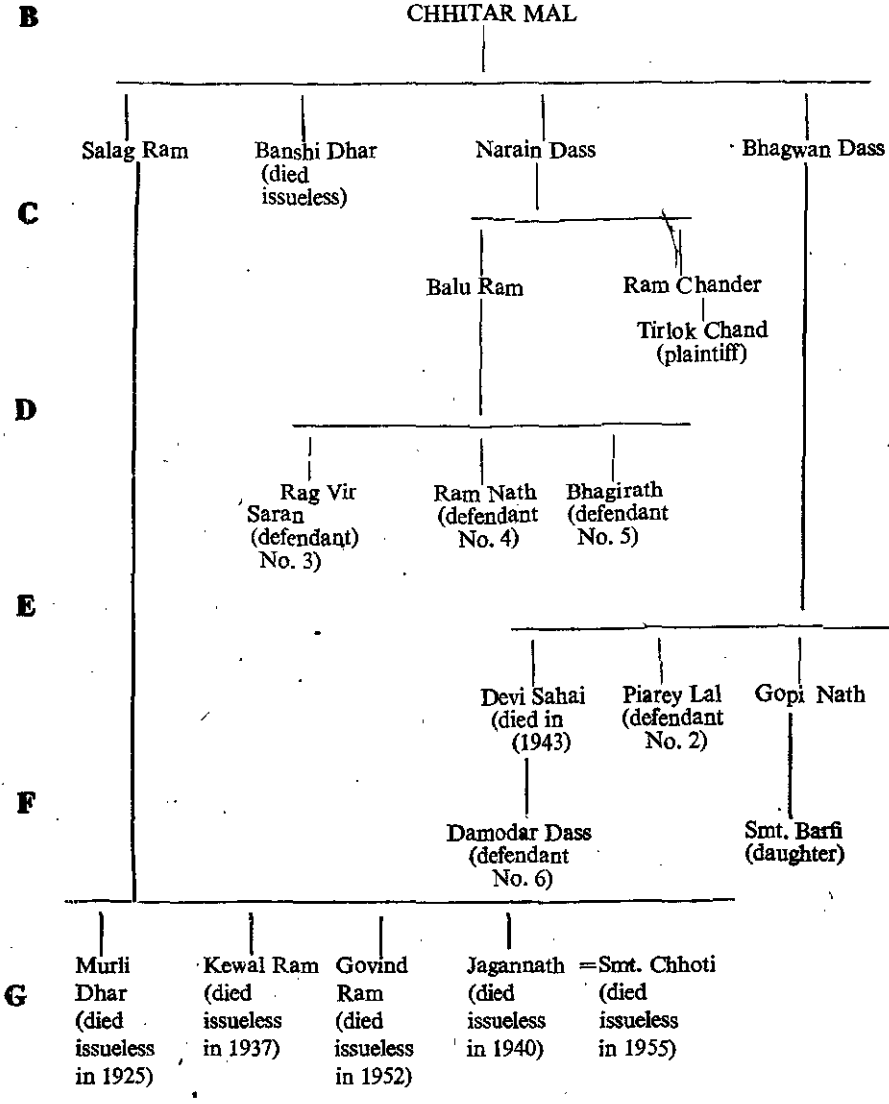 B
CHHITAR MAL
Salag Ram Banshi Dhar Narain Dass Bhagwan Dass
(died
issueless)
C
Balu Ram Ram Chander
Tirlok Chand
(plaintiff)
D
Rag Vir Ram Nath Bhagirath
Saran (defendant (defendant
(defendant) No. 4) No. 5)
No. 3)
E
Devi Sahai Piarey Lal Gopi Nath
(died in (defendant
(1943) No. 2)
F
Damodar Dass Smt. Barfi
(defendant (daughter)
No. 6)
Murli Kewal Ram Govind Jagannath =Smt. Chhoti
G Dhar (died Ram (died (died
(died issueless (died issueless issueless
issueless in 1937) issueless in 1940) in 1955)
in 1925) in 1952)